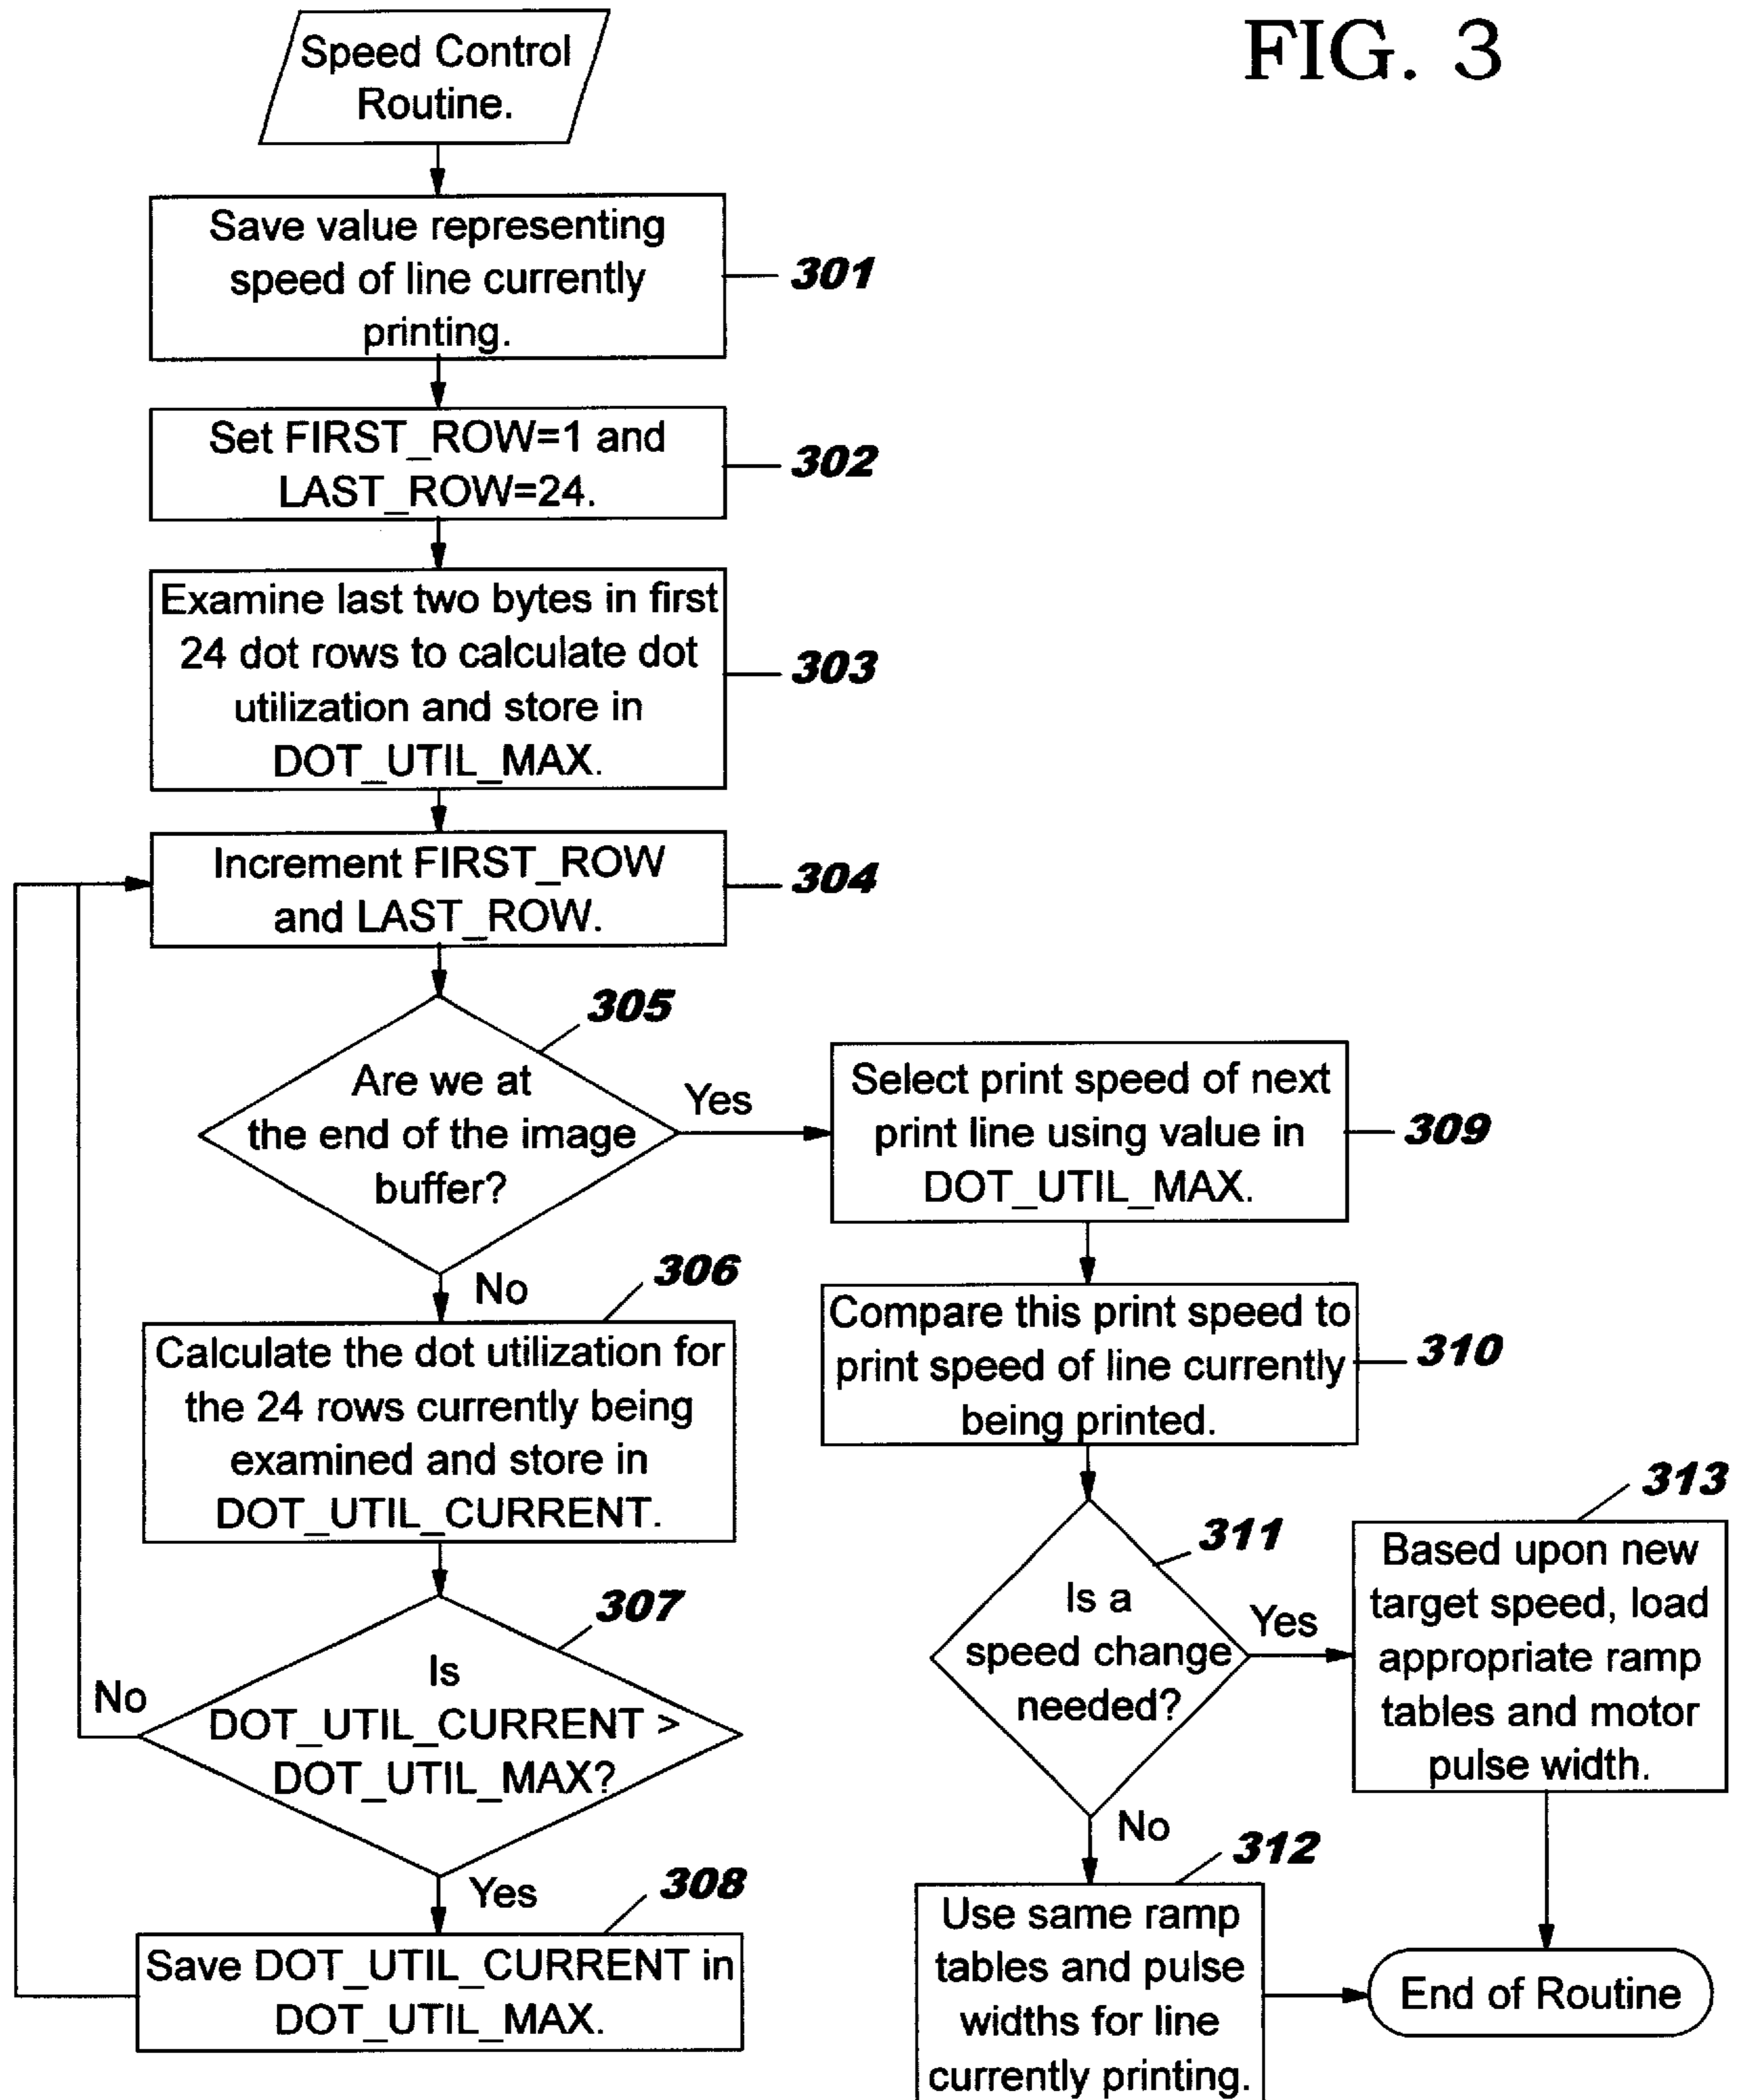 FIG. 3
Speed Control
Routine.
Save value representing
speed of line currently
printing.
301
Set FIRST_ROW=1 and
LAST_ROW=24.
302
Examine last two bytes in first
24 dot rows to calculate dot
utilization and store in
DOT_UTIL_MAX.
303
Increment FIRST_ROW
and LAST_ROW.
304
305
Are we at
the end of the image
buffer?
Yes
No
306
Calculate the dot utilization for
the 24 rows currently being
examined and store in
DOT_UTIL_CURRENT.
307
Is
DOT_UTIL_CURRENT >
DOT_UTIL_MAX?
No
Yes
308
Save DOT_UTIL_CURRENT in
DOT_UTIL_MAX.
Select print speed of next
print line using value in
DOT_UTIL_MAX.
309
Compare this print speed to
print speed of line currently
being printed.
310
311
Is a
speed change
needed?
Yes
No
313
Based upon new
target speed, load
appropriate ramp
tables and motor
pulse width.
312
Use same ramp
tables and pulse
widths for line
currently printing.
End of Routine